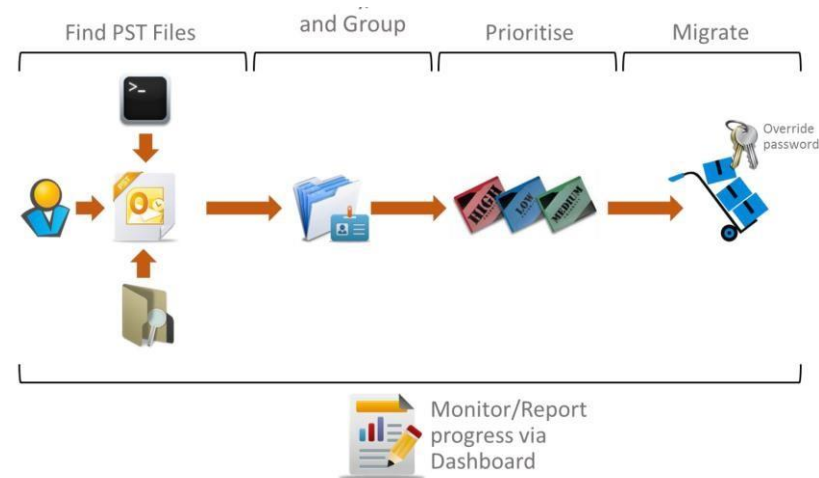 Find PST Files
and Group
Prioritise
Migrate
>_
Override
password
HIGH
LOW
MEDIUM
Monitor/Report
progress via
Dashboard